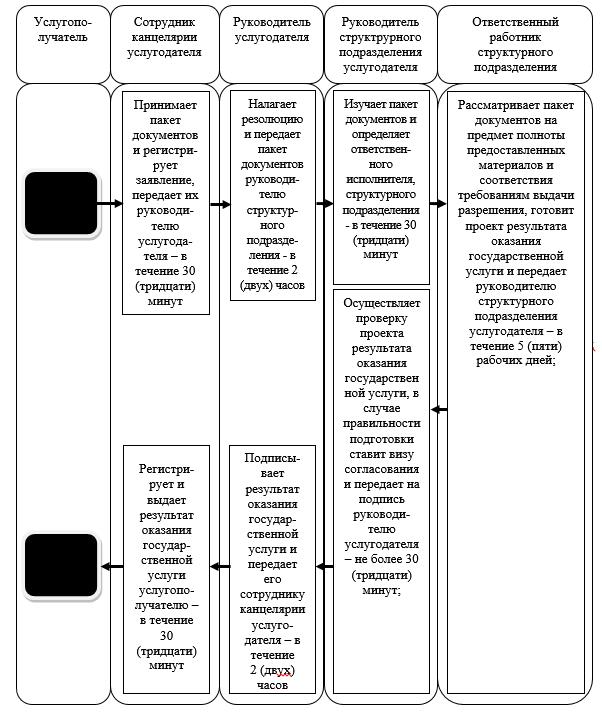 Услугопо-
лучатель
Сотрудник
канцелярии
услугодателя
Руководитель
услугодателя
Руководитель
структрурного
подразделения
услугодателя
Ответственный
работник
структурного
подразделения
Принимает
пакет
документов
и регистри-
рует
заявление,
передает их
руководи-
телю
услугода-
теля – в
течение 30
(тридцати)
минут
Налагает
резолюцию
и передает
пакет
документов
руководи-
телю
структур-
ного
подразде-
ления - в
течение 2
(двух) часов
Изучает пакет
документов и
определяет
ответствен-
ного
исполнителя,
структурного
подразделения
- в течение 30
(тридцати)
минут
Рассматривает пакет
документов на
предмет полноты
предоставленных
материалов и
соответствия
требованиям выдачи
разрешения, готовит
проект результата
оказания
государственной
услуги и передает
руководителю
структурного
подразделения
услугодателя – в
течение 5 (пяти)
рабочих дней;
Осуществляет
проверку
проекта
результата
оказания
государствен
ной услуги, в
случае
правильности
подготовки
ставит визу
согласования
и передает на
подпись
руководи-
телю
услугодателя
– не более 30
(тридцати)
минут;
Подписы-
вает
результат
оказания
государ-
ственной
услуги и
передает
его
сотруднику
канцелярии
услуго-
дателя – в
течение
2 (двух)
часов
Регистри-
рует и
выдает
результат
оказания
государ-
ственной
услуги
услугопо-
лучателю –
в течение
30
(тридцати)
минут